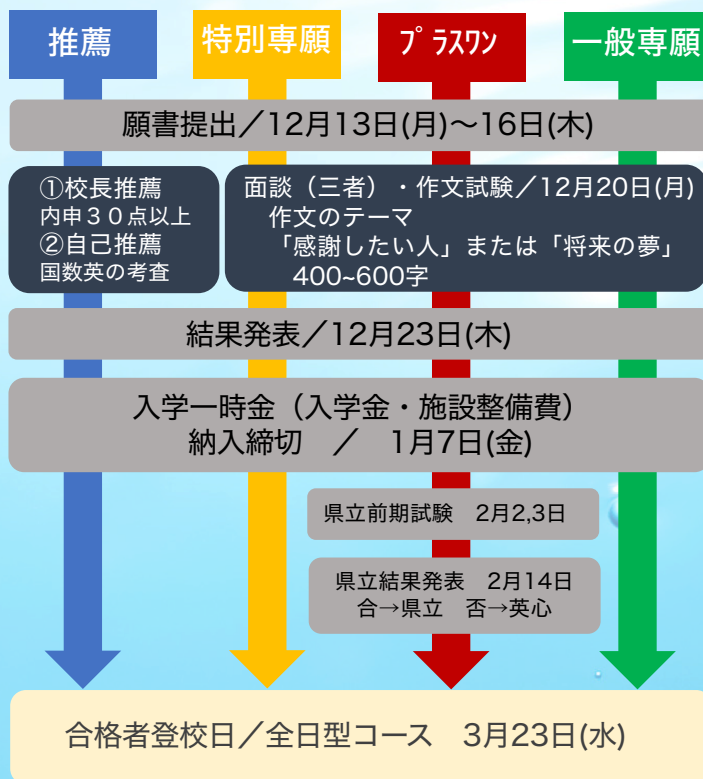 推薦
特別専願
プラスワン
一般専願
願書提出／12月13日(月)～16日(木)
①校長推薦
内申３０点以上
②自己推薦
国数英の考査
面談（三者）・作文試験／12月20日(月)
作文のテーマ
「感謝したい人」または「将来の夢」
400~600字
結果発表／12月23日(木)
入学一時金（入学金・施設整備費）
納入締切　／　1月7日(金)
県立前期試験　2月2,3日
県立結果発表　2月14日
合→県立　否→英心
合格者登校日／全日型コース　3月23日(水)